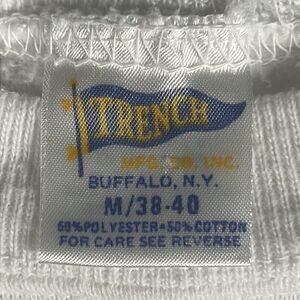 TRENCH
MFG. CO. INC.
BUFFALO, N.Y.
M/38-40
50%POLYESTER•50%COTTON
FOR CARE SEE REVERSE